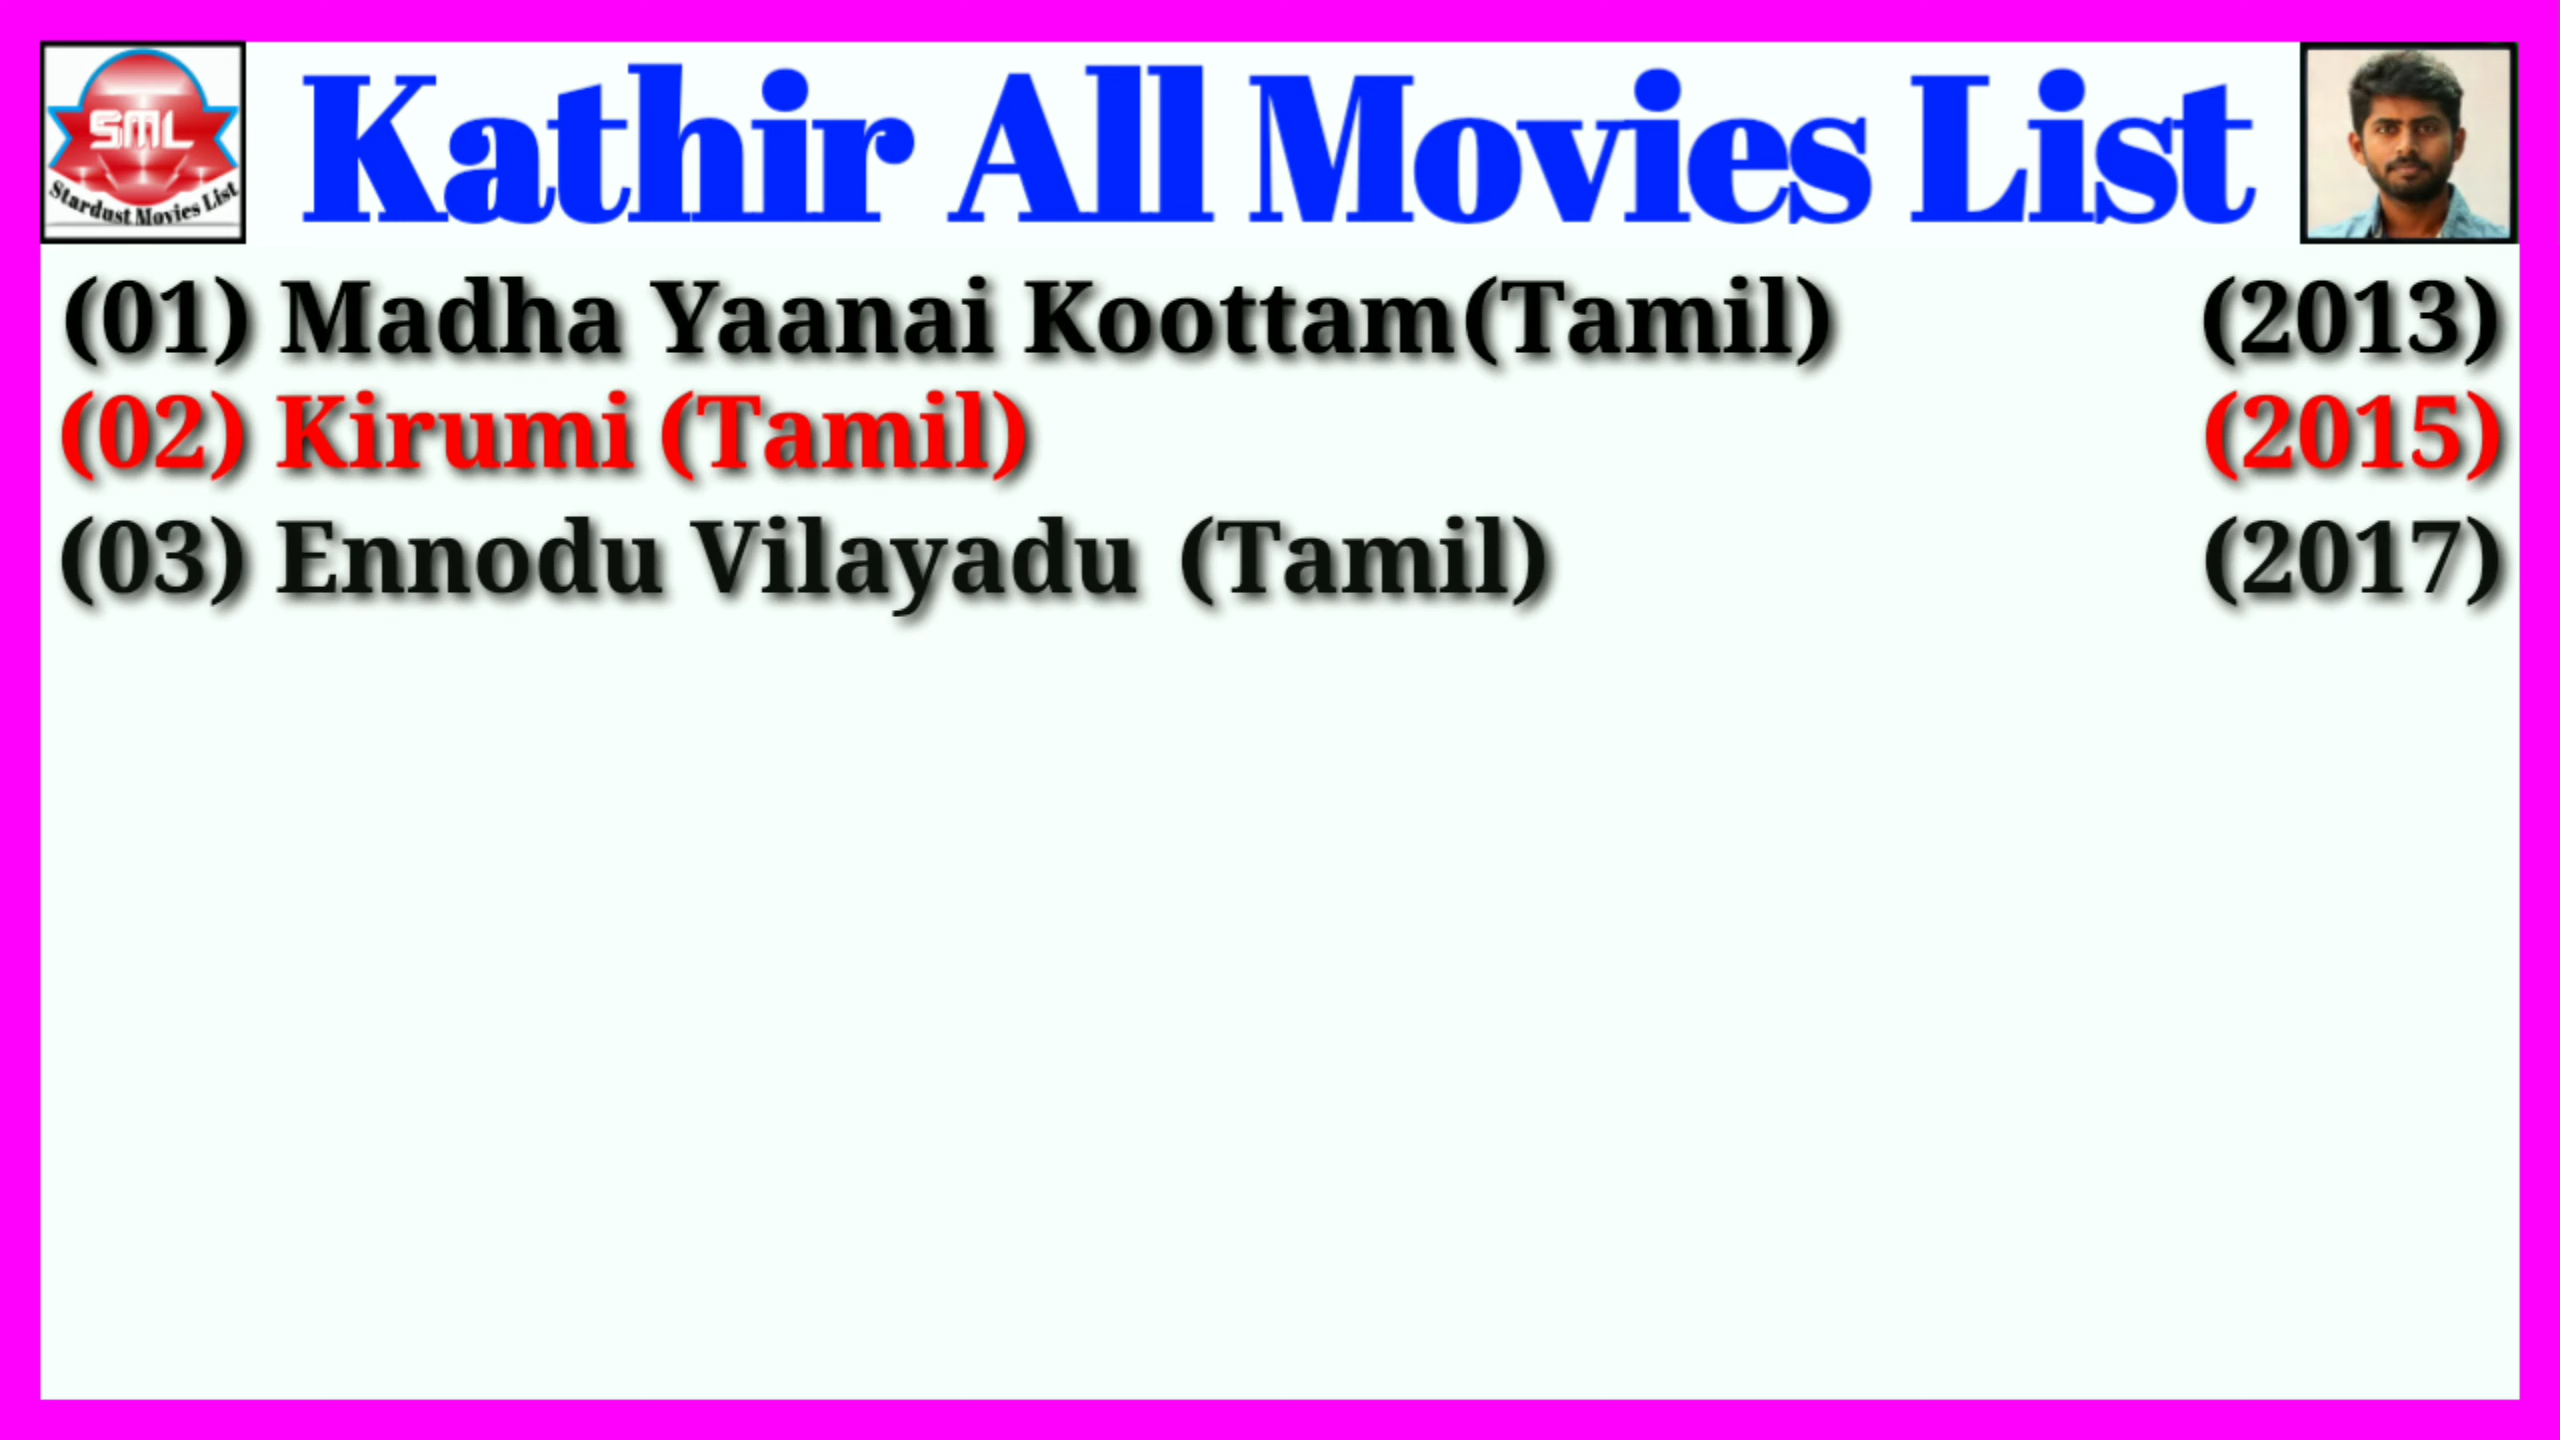 SML
Stardust Movies List
Kathir All Movies List
(01) Madha Yaanai Koottam(Tamil) (2013)
(02) Kirumi (Tamil) (2015)
(03) Ennodu Vilayadu (Tamil) (2017)